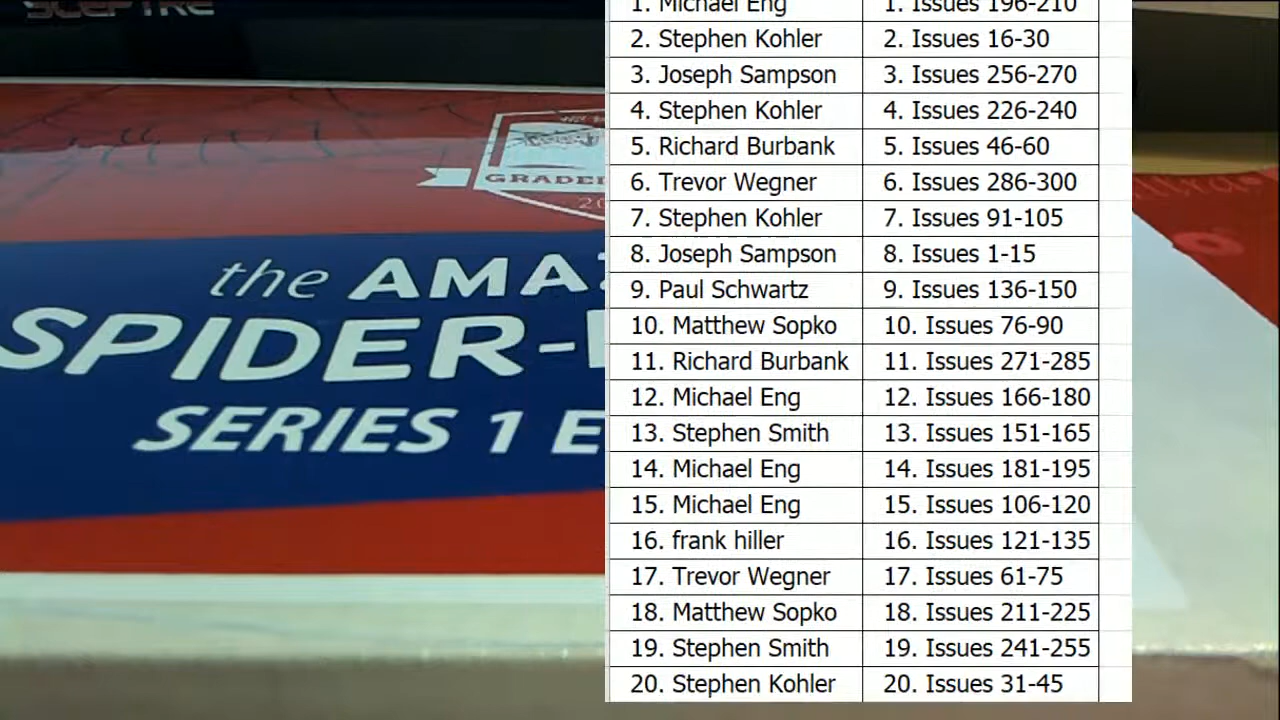 SCEPTRE
GRADED
20
the AMA
SPIDER-
SERIES 1 E
1. Michael Eng 1. Issues 196-210
2. Stephen Kohler 2. Issues 16-30
3. Joseph Sampson 3. Issues 256-270
4. Stephen Kohler 4. Issues 226-240
5. Richard Burbank 5. Issues 46-60
6. Trevor Wegner 6. Issues 286-300
7. Stephen Kohler 7. Issues 91-105
8. Joseph Sampson 8. Issues 1-15
9. Paul Schwartz 9. Issues 136-150
10. Matthew Sopko 10. Issues 76-90
11. Richard Burbank 11. Issues 271-285
12. Michael Eng 12. Issues 166-180
13. Stephen Smith 13. Issues 151-165
14. Michael Eng 14. Issues 181-195
15. Michael Eng 15. Issues 106-120
16. frank hiller 16. Issues 121-135
17. Trevor Wegner 17. Issues 61-75
18. Matthew Sopko 18. Issues 211-225
19. Stephen Smith 19. Issues 241-255
20. Stephen Kohler 20. Issues 31-45